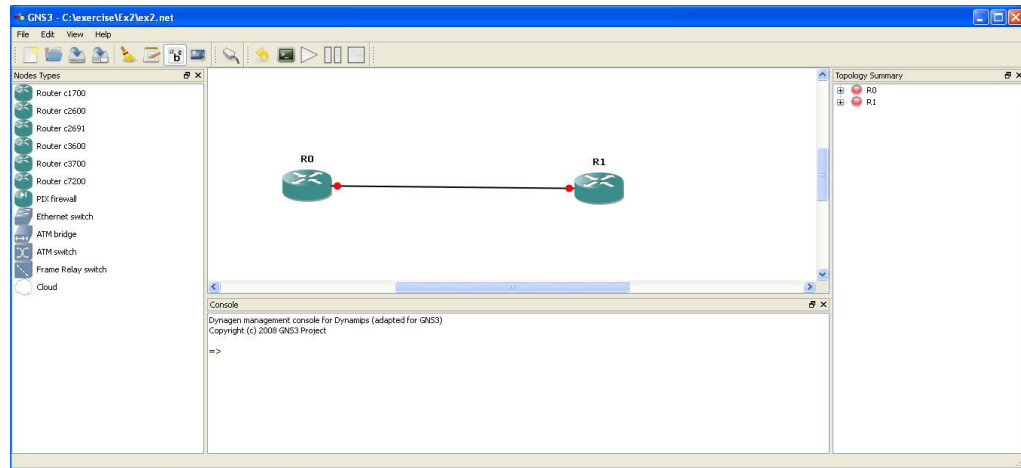 GNS3 - C:\exercise\Ex2\ex2.net
File Edit View Help
Nodes Types
Router c1700
Router c2600
Router c2691
Router c3600
Router c3700
Router c7200
PIX firewall
Ethernet switch
ATM bridge
ATM switch
Frame Relay switch
Cloud
R0
R1
Console
Dynagen management console for Dynamips (adapted for GNS3)
Copyright (c) 2008 GNS3 Project
=>
Topology Summary
R0
R1